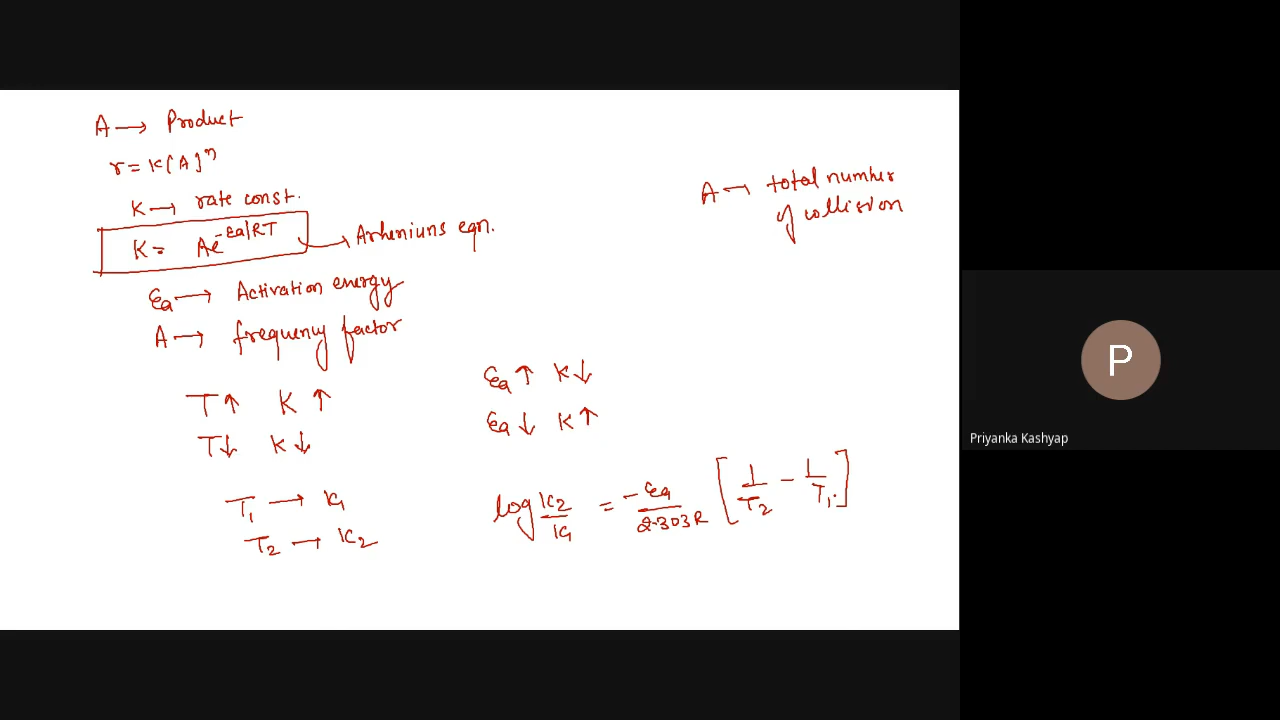 A → Product
r = K[A]ⁿ
K → rate const.
K = Ae^-Ea/RT → Arheniuns eqn.
Ea → Activation energy
A → frequency factor
A → total number
of collision
T↑ K↑
T↓ K↓
Ea↑ K↓
Ea↓ K↑
T₁ → K₁
T₂ → K₂
log K₂/K₁ = -Ea/2.303R [1/T₂ - 1/T₁]
P
Priyanka Kashyap